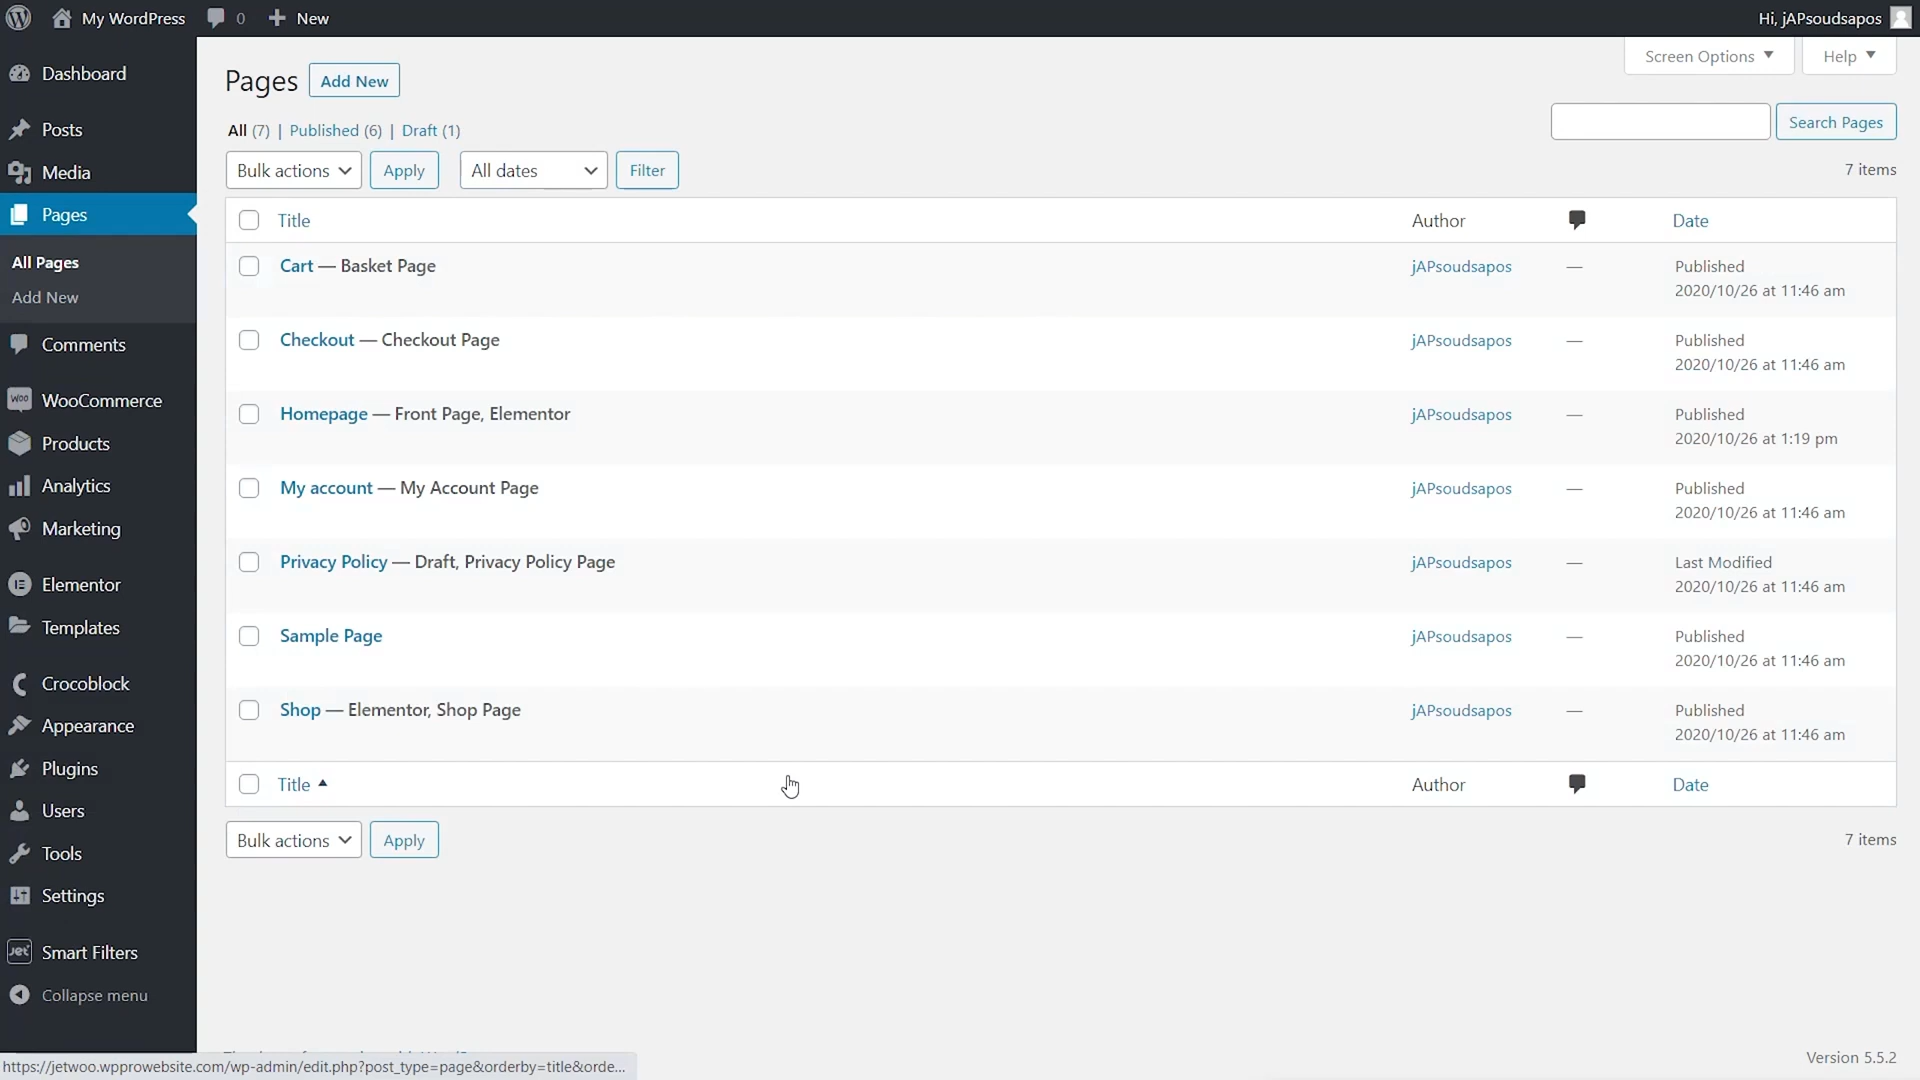 My WordPress 0 New Hi, jAPsoudsapos
Screen Options Help
Dashboard
Posts
Media
Pages
All Pages
Add New
Comments
WooCommerce
Products
Analytics
Marketing
Elementor
Templates
Crocoblock
Appearance
Plugins
Users
Tools
Settings
Smart Filters
Collapse menu
Pages Add New
All (7) | Published (6) | Draft (1)
Search Pages
Bulk actions Apply All dates Filter 7 items
Title Author Date
Cart — Basket Page jAPsoudsapos — Published
2020/10/26 at 11:46 am
Checkout — Checkout Page jAPsoudsapos — Published
2020/10/26 at 11:46 am
Homepage — Front Page, Elementor jAPsoudsapos — Published
2020/10/26 at 1:19 pm
My account — My Account Page jAPsoudsapos — Published
2020/10/26 at 11:46 am
Privacy Policy — Draft, Privacy Policy Page jAPsoudsapos — Last Modified
2020/10/26 at 11:46 am
Sample Page jAPsoudsapos — Published
2020/10/26 at 11:46 am
Shop — Elementor, Shop Page jAPsoudsapos — Published
2020/10/26 at 11:46 am
Title Author Date
Bulk actions Apply 7 items
Version 5.5.2
https://jetwoo.wpprowebsite.com/wp-admin/edit.php?post_type=page&orderby=title&orde...